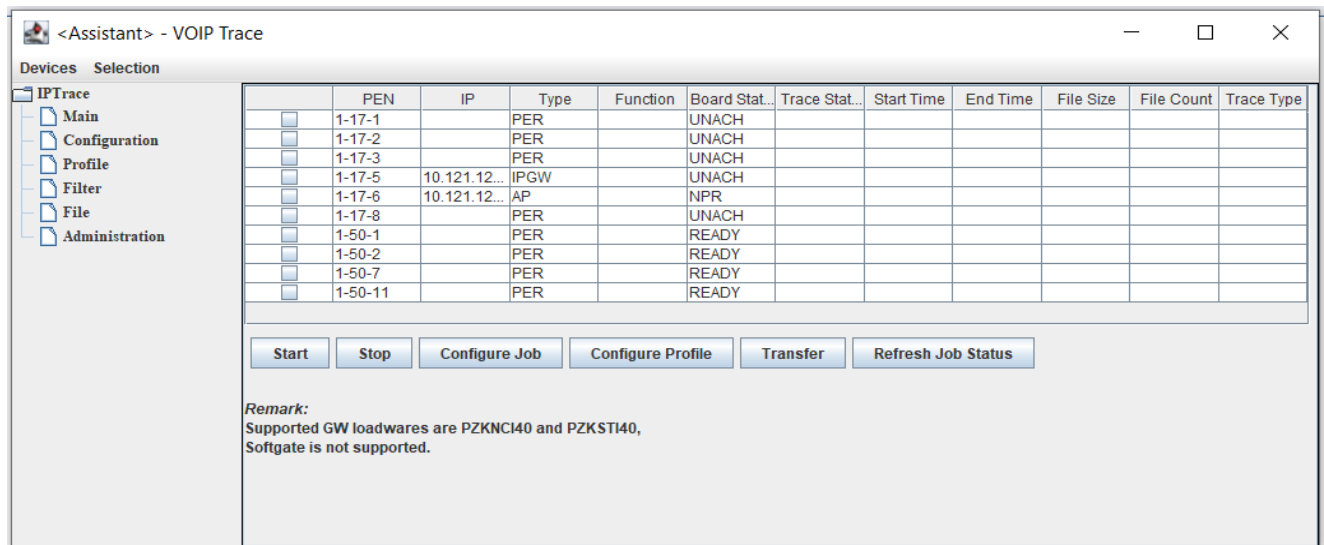 <Assistant> - VOIP Trace
Devices Selection
IPTrace
Main
Configuration
Profile
Filter
File
Administration
PEN IP Type Function Board Stat... Trace Stat... Start Time End Time File Size File Count Trace Type
1-17-1 PER UNACH
1-17-2 PER UNACH
1-17-3 PER UNACH
1-17-5 10.121.12... IPGW UNACH
1-17-6 10.121.12... AP NPR
1-17-8 PER UNACH
1-50-1 PER READY
1-50-2 PER READY
1-50-7 PER READY
1-50-11 PER READY
Start Stop Configure Job Configure Profile Transfer Refresh Job Status
Remark:
Supported GW loadwares are PZKNCI40 and PZKSTI40,
Softgate is not supported.